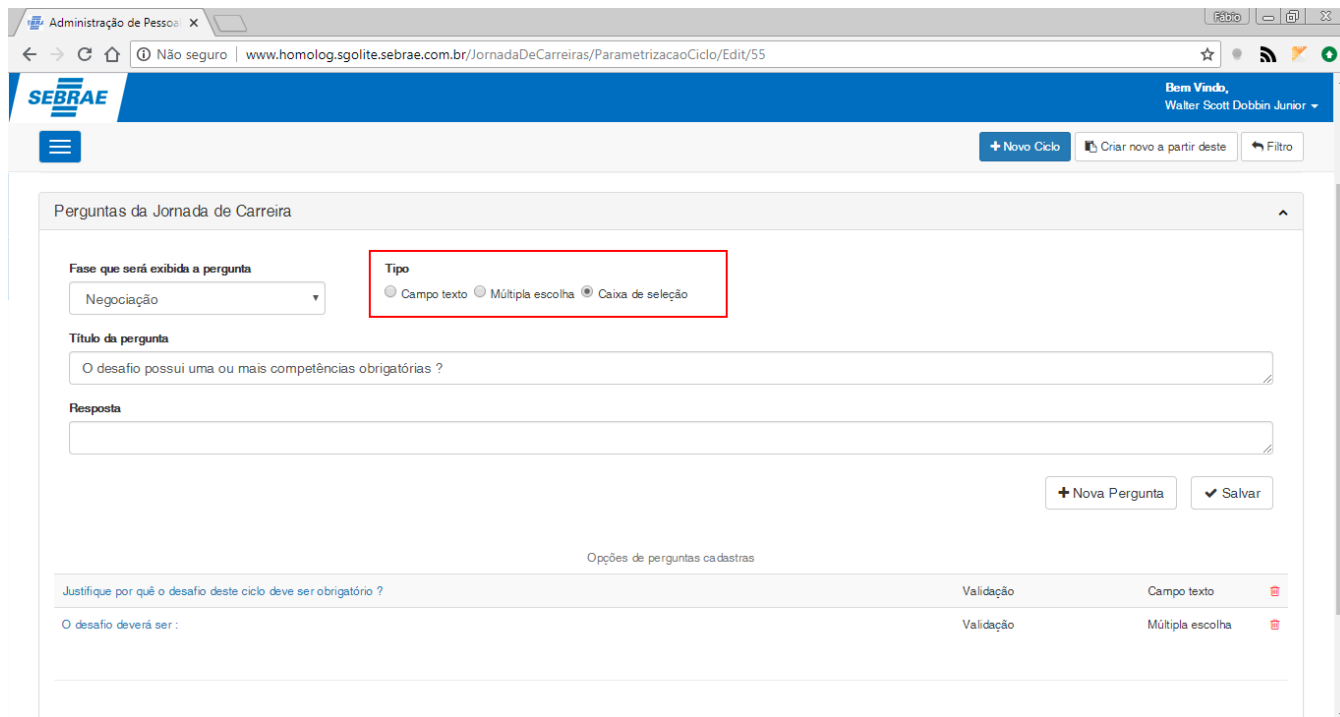 Administração de Pessoal
Fábio
Não seguro | www.homolog.sgolite.sebrae.com.br/JornadaDeCarreiras/ParametrizacaoCiclo/Edit/55
SEBRAE
Bem Vindo,
Walter Scott Dobbin Junior
Novo Ciclo
Criar novo a partir deste
Filtro
Perguntas da Jornada de Carreira
Fase que será exibida a pergunta
Tipo
Negociação
Campo texto Múltipla escolha Caixa de seleção
Título da pergunta
O desafio possui uma ou mais competências obrigatórias ?
Resposta
Nova Pergunta
Salvar
Opções de perguntas cadastras
Justifique por quê o desafio deste ciclo deve ser obrigatório ? Validação Campo texto
O desafio deverá ser : Validação Múltipla escolha